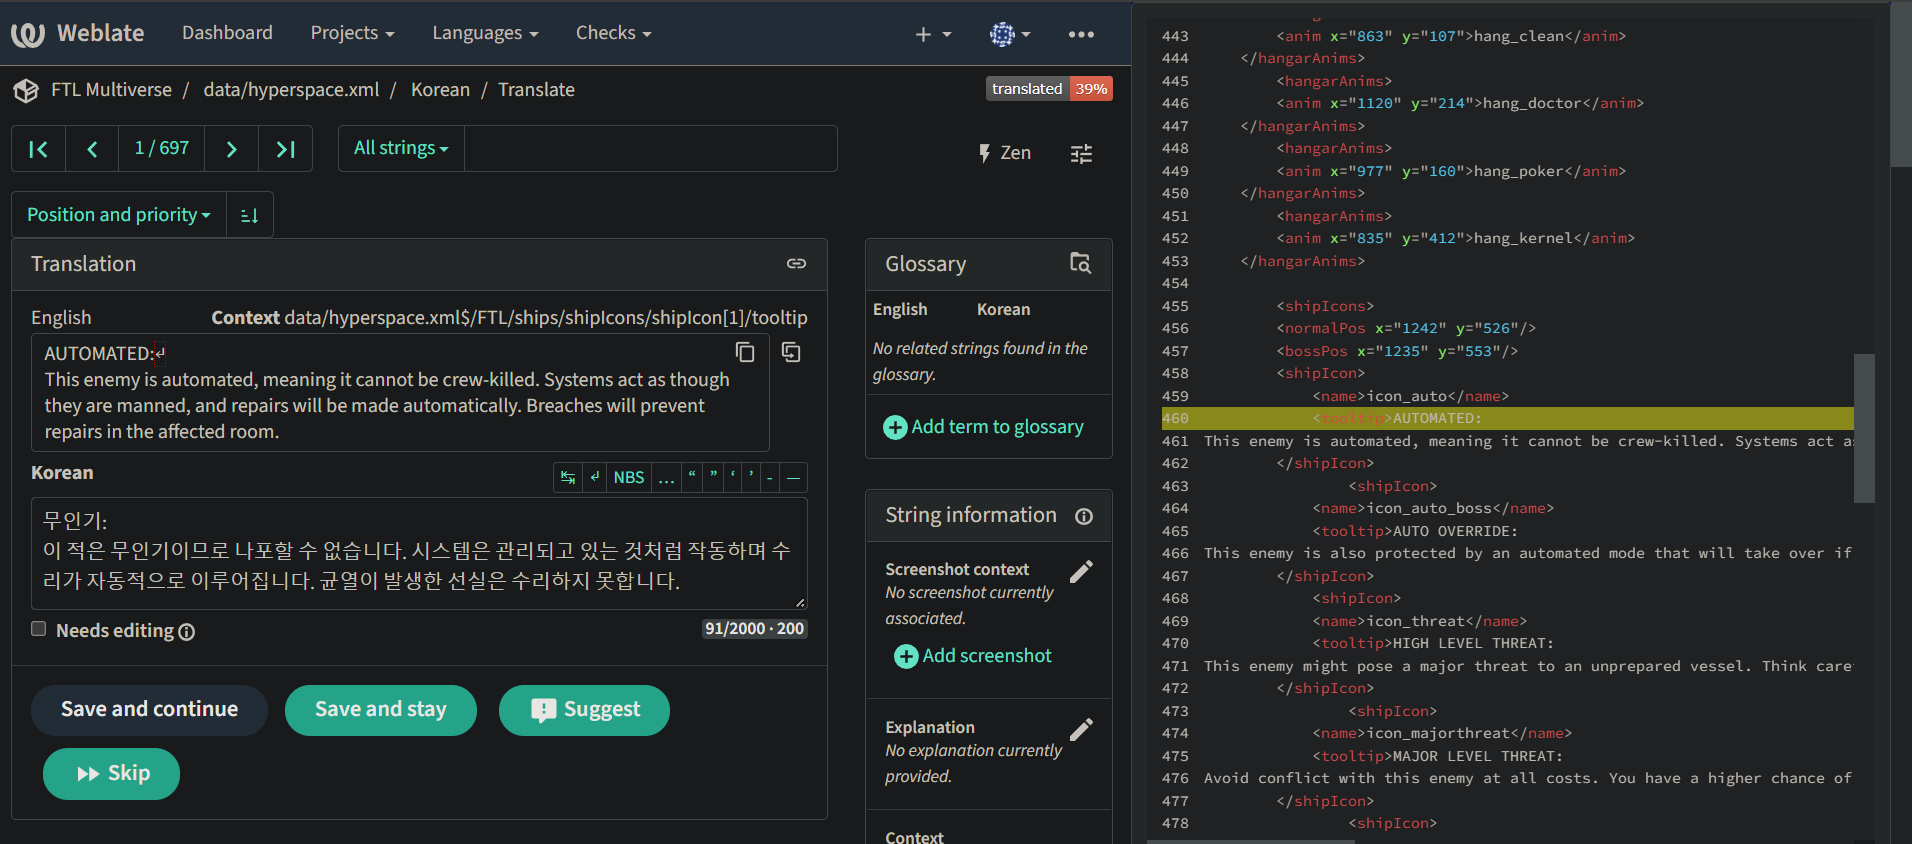 Weblate Dashboard Projects Languages Checks
FTL Multiverse / data/hyperspace.xml / Korean / Translate
translated 39%
1 / 697
All strings
Zen
Position and priority
Translation
English
Context data/hyperspace.xml$/FTL/ships/shipIcons/shipIcon[1]/tooltip
AUTOMATED:↵
This enemy is automated, meaning it cannot be crew-killed. Systems act as though
they are manned, and repairs will be made automatically. Breaches will prevent
repairs in the affected room.
Korean
↹ ↵ NBS … “ ” ‘ ’ - —
무인기:
이 적은 무인기이므로 나포할 수 없습니다. 시스템은 관리되고 있는 것처럼 작동하며 수
리가 자동적으로 이루어집니다. 균열이 발생한 선실은 수리하지 못합니다.
Needs editing
91/2000 · 200
Save and continue
Save and stay
Suggest
Skip
Glossary
English Korean
No related strings found in the
glossary.
Add term to glossary
String information
Screenshot context
No screenshot currently
associated.
Add screenshot
Explanation
No explanation currently
provided.
Context
443 <anim x="863" y="107">hang_clean</anim>
444 </hangarAnims>
445 <hangarAnims>
446 <anim x="1120" y="214">hang_doctor</anim>
447 </hangarAnims>
448 <hangarAnims>
449 <anim x="977" y="160">hang_poker</anim>
450 </hangarAnims>
451 <hangarAnims>
452 <anim x="835" y="412">hang_kernel</anim>
453 </hangarAnims>
454
455 <shipIcons>
456 <normalPos x="1242" y="526"/>
457 <bossPos x="1235" y="553"/>
458 <shipIcon>
459 <name>icon_auto</name>
460 <tooltip>AUTOMATED:
461 This enemy is automated, meaning it cannot be crew-killed. Systems act as
462 </shipIcon>
463 <shipIcon>
464 <name>icon_auto_boss</name>
465 <tooltip>AUTO OVERRIDE:
466 This enemy is also protected by an automated mode that will take over if
467 </shipIcon>
468 <shipIcon>
469 <name>icon_threat</name>
470 <tooltip>HIGH LEVEL THREAT:
471 This enemy might pose a major threat to an unprepared vessel. Think care
472 </shipIcon>
473 <shipIcon>
474 <name>icon_majorthreat</name>
475 <tooltip>MAJOR LEVEL THREAT:
476 Avoid conflict with this enemy at all costs. You have a higher chance of
477 </shipIcon>
478 <shipIcon>